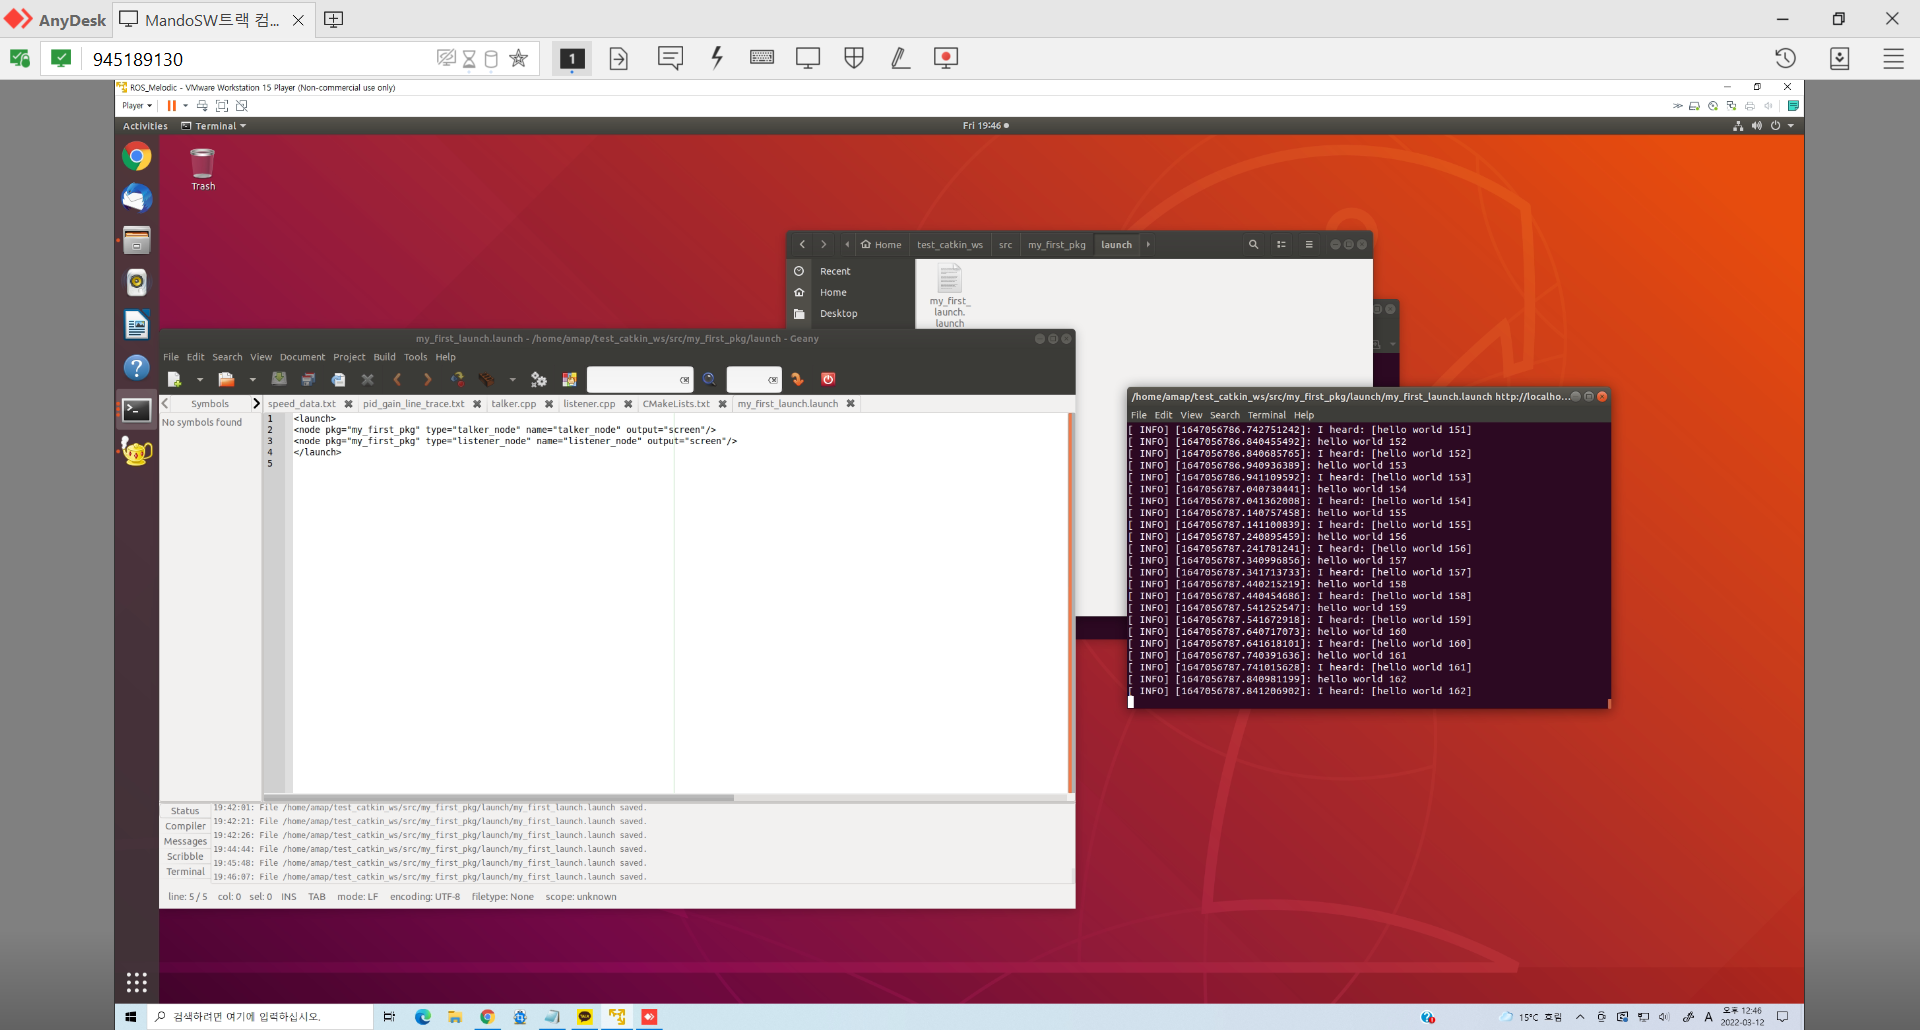 AnyDesk
MandoSW트랙 컴...
945189130
1
ROS_Melodic - VMware Workstation 15 Player (Non-commercial use only)
Player
Activities
Terminal
Fri 19:46
Trash
Home
test_catkin_ws
src
my_first_pkg
launch
Recent
Home
Desktop
my_first_
launch.
launch
my_first_launch.launch - /home/amap/test_catkin_ws/src/my_first_pkg/launch - Geany
File Edit Search View Document Project Build Tools Help
Symbols
speed_data.txt
pid_gain_line_trace.txt
talker.cpp
listener.cpp
CMakeLists.txt
my_first_launch.launch
No symbols found
1 <launch>
2 <node pkg="my_first_pkg" type="talker_node" name="talker_node" output="screen"/>
3 <node pkg="my_first_pkg" type="listener_node" name="listener_node" output="screen"/>
4 </launch>
5
Status
Compiler
Messages
Scribble
Terminal
19:42:01: File /home/amap/test_catkin_ws/src/my_first_pkg/launch/my_first_launch.launch saved.
19:42:21: File /home/amap/test_catkin_ws/src/my_first_pkg/launch/my_first_launch.launch saved.
19:42:26: File /home/amap/test_catkin_ws/src/my_first_pkg/launch/my_first_launch.launch saved.
19:44:44: File /home/amap/test_catkin_ws/src/my_first_pkg/launch/my_first_launch.launch saved.
19:45:48: File /home/amap/test_catkin_ws/src/my_first_pkg/launch/my_first_launch.launch saved.
19:46:07: File /home/amap/test_catkin_ws/src/my_first_pkg/launch/my_first_launch.launch saved.
line: 5 / 5 col: 0 sel: 0 INS TAB mode: LF encoding: UTF-8 filetype: None scope: unknown
/home/amap/test_catkin_ws/src/my_first_pkg/launch/my_first_launch.launch http://localho...
File Edit View Search Terminal Help
[ INFO] [1647056786.742751242]: I heard: [hello world 151]
[ INFO] [1647056786.840455492]: hello world 152
[ INFO] [1647056786.840685765]: I heard: [hello world 152]
[ INFO] [1647056786.940936389]: hello world 153
[ INFO] [1647056786.941109592]: I heard: [hello world 153]
[ INFO] [1647056787.040730441]: hello world 154
[ INFO] [1647056787.041362008]: I heard: [hello world 154]
[ INFO] [1647056787.140757458]: hello world 155
[ INFO] [1647056787.141100839]: I heard: [hello world 155]
[ INFO] [1647056787.240895459]: hello world 156
[ INFO] [1647056787.241781241]: I heard: [hello world 156]
[ INFO] [1647056787.340996856]: hello world 157
[ INFO] [1647056787.341713733]: I heard: [hello world 157]
[ INFO] [1647056787.440215219]: hello world 158
[ INFO] [1647056787.440454686]: I heard: [hello world 158]
[ INFO] [1647056787.541252547]: hello world 159
[ INFO] [1647056787.541672918]: I heard: [hello world 159]
[ INFO] [1647056787.640717073]: hello world 160
[ INFO] [1647056787.641618101]: I heard: [hello world 160]
[ INFO] [1647056787.740391636]: hello world 161
[ INFO] [1647056787.741015628]: I heard: [hello world 161]
[ INFO] [1647056787.840981199]: hello world 162
[ INFO] [1647056787.841206902]: I heard: [hello world 162]
검색하려면 여기에 입력하십시오.
15°C 흐림
A
오후 12:46
2022-03-12